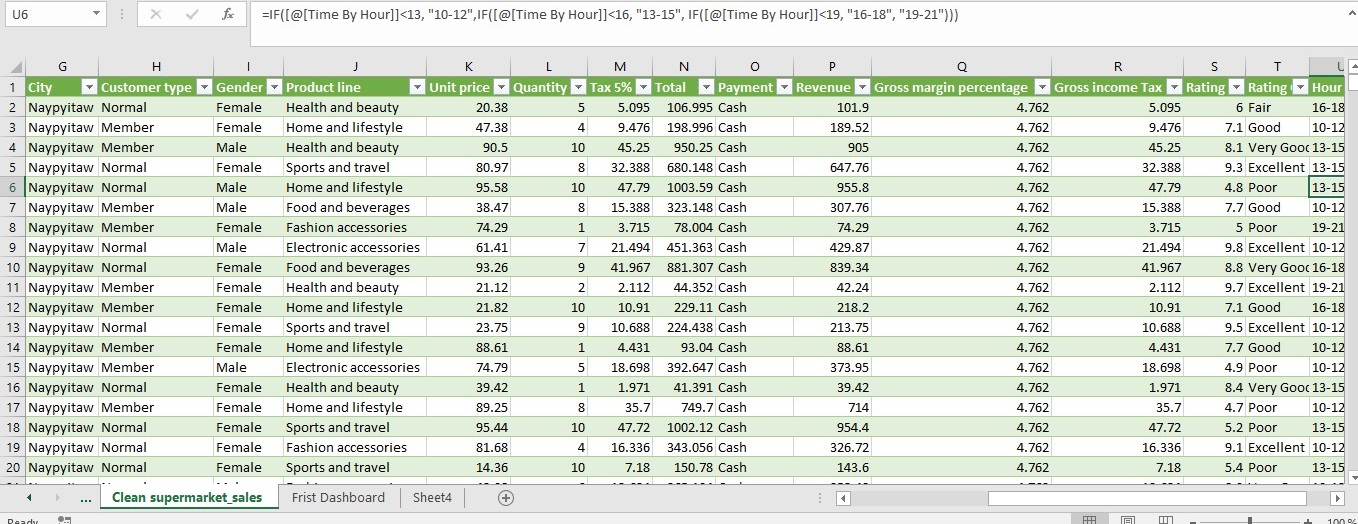 U6 fx =IF([@[Time By Hour]]<13, "10-12",IF([@[Time By Hour]]<16, "13-15", IF([@[Time By Hour]]<19, "16-18", "19-21")))
G H I J K L M N O P Q R S T U
1 City Customer type Gender Product line Unit price Quantity Tax 5% Total Payment Revenue Gross margin percentage Gross income Tax Rating Rating Hour
2 Naypyitaw Normal Female Health and beauty 20.38 5 5.095 106.995 Cash 101.9 4.762 5.095 6 Fair 16-18
3 Naypyitaw Member Female Home and lifestyle 47.38 4 9.476 198.996 Cash 189.52 4.762 9.476 7.1 Good 10-12
4 Naypyitaw Member Male Health and beauty 90.5 10 45.25 950.25 Cash 905 4.762 45.25 8.1 Very Good 13-15
5 Naypyitaw Normal Female Sports and travel 80.97 8 32.388 680.148 Cash 647.76 4.762 32.388 9.3 Excellent 13-15
6 Naypyitaw Normal Male Home and lifestyle 95.58 10 47.79 1003.59 Cash 955.8 4.762 47.79 4.8 Poor 13-15
7 Naypyitaw Member Male Food and beverages 38.47 8 15.388 323.148 Cash 307.76 4.762 15.388 7.7 Good 10-12
8 Naypyitaw Member Female Fashion accessories 74.29 1 3.715 78.004 Cash 74.29 4.762 3.715 5 Poor 19-21
9 Naypyitaw Normal Male Electronic accessories 61.41 7 21.494 451.363 Cash 429.87 4.762 21.494 9.8 Excellent 10-12
10 Naypyitaw Normal Female Food and beverages 93.26 9 41.967 881.307 Cash 839.34 4.762 41.967 8.8 Very Good 16-18
11 Naypyitaw Member Female Health and beauty 21.12 2 2.112 44.352 Cash 42.24 4.762 2.112 9.7 Excellent 19-21
12 Naypyitaw Member Female Home and lifestyle 21.82 10 10.91 229.11 Cash 218.2 4.762 10.91 7.1 Good 16-18
13 Naypyitaw Normal Female Sports and travel 23.75 9 10.688 224.438 Cash 213.75 4.762 10.688 9.5 Excellent 10-12
14 Naypyitaw Member Female Home and lifestyle 88.61 1 4.431 93.04 Cash 88.61 4.762 4.431 7.7 Good 10-12
15 Naypyitaw Member Male Electronic accessories 74.79 5 18.698 392.647 Cash 373.95 4.762 18.698 4.9 Poor 10-12
16 Naypyitaw Normal Female Health and beauty 39.42 1 1.971 41.391 Cash 39.42 4.762 1.971 8.4 Very Good 13-15
17 Naypyitaw Member Female Home and lifestyle 89.25 8 35.7 749.7 Cash 714 4.762 35.7 4.7 Poor 10-12
18 Naypyitaw Normal Female Sports and travel 95.44 10 47.72 1002.12 Cash 954.4 4.762 47.72 5.2 Poor 13-15
19 Naypyitaw Normal Female Fashion accessories 81.68 4 16.336 343.056 Cash 326.72 4.762 16.336 9.1 Excellent 10-12
20 Naypyitaw Normal Female Sports and travel 14.36 10 7.18 150.78 Cash 143.6 4.762 7.18 5.4 Poor 13-15
... Clean supermarket_sales Frist Dashboard Sheet4
Ready 100 %